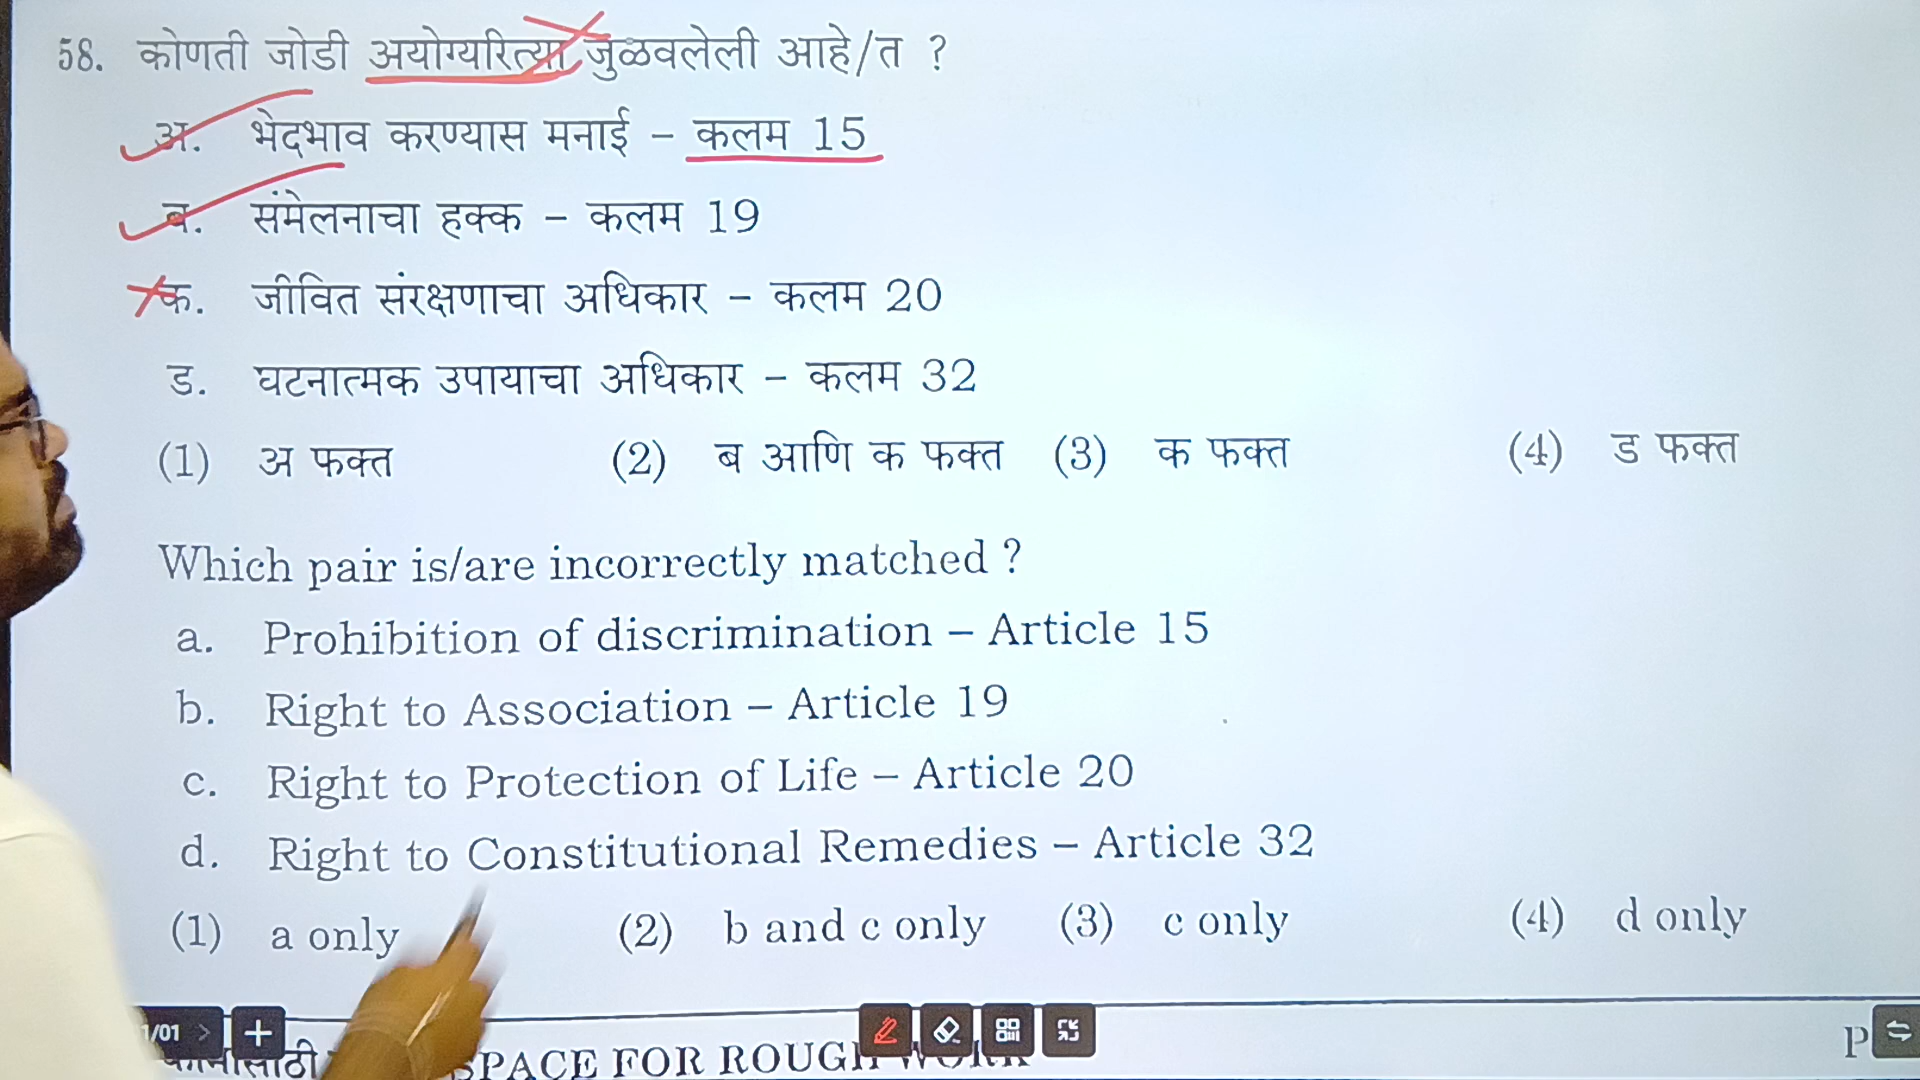 58. कोणती जोडी अयोग्यरित्या जुळवलेली आहे/त ?
अ. भेदभाव करण्यास मनाई – कलम 15
ब. संमेलनाचा हक्क – कलम 19
क. जीवित संरक्षणाचा अधिकार – कलम 20
ड. घटनात्मक उपायाचा अधिकार – कलम 32
(1) अ फक्त (2) ब आणि क फक्त (3) क फक्त (4) ड फक्त
Which pair is/are incorrectly matched ?
a. Prohibition of discrimination – Article 15
b. Right to Association – Article 19
c. Right to Protection of Life – Article 20
d. Right to Constitutional Remedies – Article 32
(1) a only (2) b and c only (3) c only (4) d only
1/01 >
SPACE FOR ROUGH WORK
P